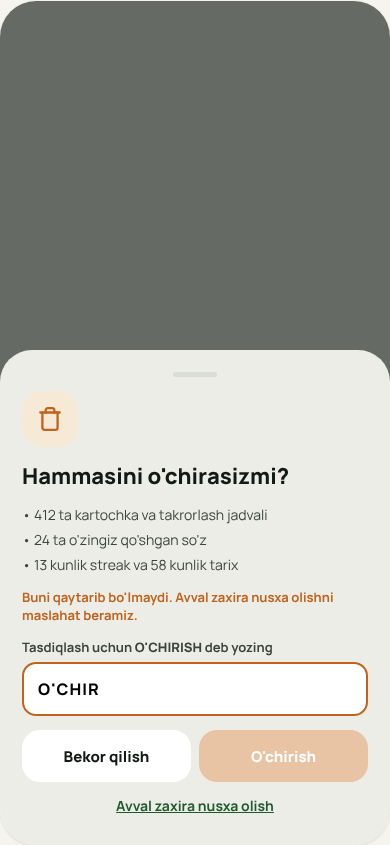 Hammasini o'chirasizmi?
• 412 ta kartochka va takrorlash jadvali
• 24 ta o'zingiz qo'shgan so'z
• 13 kunlik streak va 58 kunlik tarix
Buni qaytarib bo'lmaydi. Avval zaxira nusxa olishni
maslahat beramiz.
Tasdiqlash uchun O'CHIRISH deb yozing
O'CHIR
Bekor qilish
O'chirish
Avval zaxira nusxa olish